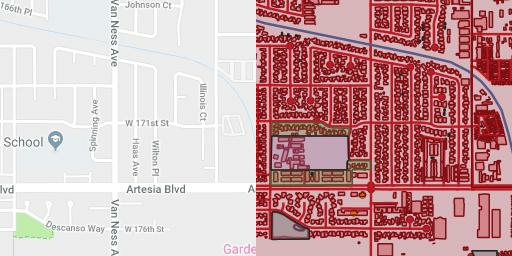 166th Pl
Johnson Ct
Van Ness Ave
Illinois Ct
Spinning Ave
W 171st St
School
Haas Ave
Wilton Pl
lvd
Artesia Blvd
A
Descanso Way
Van Ness A
W 176th St
Garde